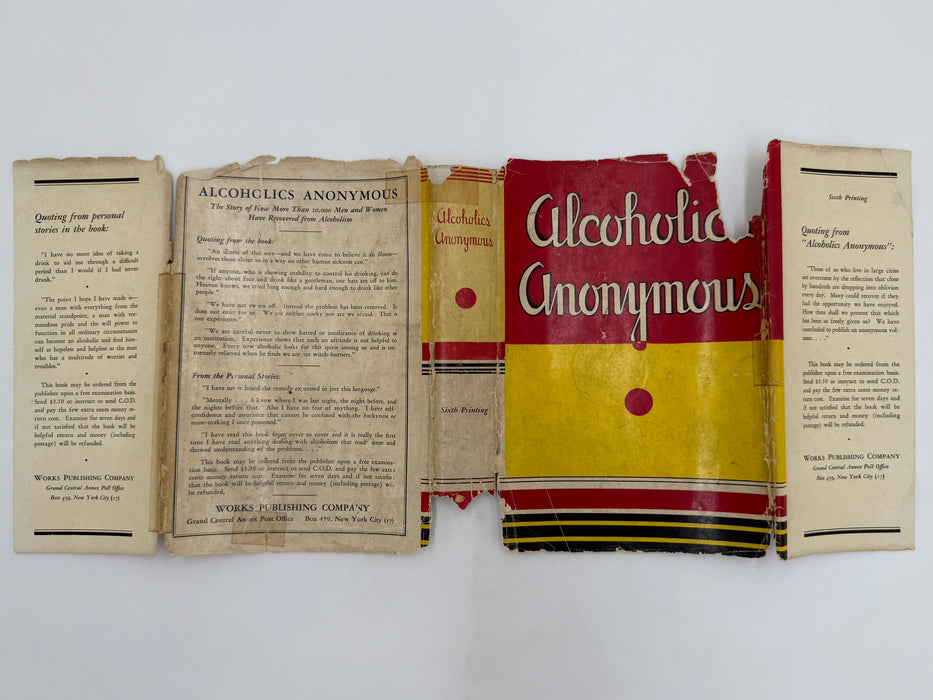 Quoting from personal
stories in the book:
"I have no more idea of taking a
drink to aid me through a difficult
period than I would if I had never
drank."
"The point I hope I have made is—
even a man with everything from the
material standpoint, a man with tre-
mendous pride and the will power to
function in all ordinary circumstances
can become an alcoholic and find him-
self as hopeless and helpless as the man
who has a multitude of worries and
troubles."
This book may be ordered from the
publisher upon a free examination basis.
Send $3.50 or instruct to send C.O.D.
and pay the few extra cents money re-
turn cost. Examine for seven days and
if not satisfied that the book will be
helpful return and money (including
postage) will be refunded.
WORKS PUBLISHING COMPANY
Grand Central Annex Post Office
Box 459, New York City (17)
ALCOHOLICS ANONYMOUS
The Story of How More Than 10,000 Men and Women
Have Recovered from Alcoholism
Quoting from the book:
"An illness of this sort—and we have come to believe it an illness—
involves those about us in a way no other human sickness can."
"If anyone, who is showing inability to control his drinking, can do
the right-about face and drink like a gentleman, our hats are off to him.
Heaven knows, we tried long enough and hard enough to drink like other
people."
"We have not sworn off. Instead the problem has been removed. It
does not exist for us. We are neither cocky nor are we afraid. That is
our experience."
"We are careful never to show hatred or intolerance of drinking as
an institution. Experience shows that such an attitude is not helpful to
anyone. Every new alcoholic looks for this spirit among us and is im-
mensely relieved when he finds we are not witch-burners."
From the Personal Stories:
"I have never heard the remedy expressed in just this language."
"Mentally . . . I know where I was last night, the night before, and
the nights before that. Also I have no fear of anything. I have self-
confidence and assurance that cannot be confused with the cockyness or
noise-making I once possessed."
"I have read this book from cover to cover and it is really the first
time I have read anything dealing with alcoholism that made sense and
showed understanding of the problems. . . ."
This book may be ordered from the publisher upon a free examina-
tion basis. Send $3.50 or instruct to send C.O.D. and pay the few extra
cents money return cost. Examine for seven days and if not satisfied
that the book will be helpful return and money (including postage) will
be refunded.
WORKS PUBLISHING COMPANY
Grand Central Annex Post Office Box 459, New York City (17)
Alcoholics
Anonymous
Sixth Printing
Alcoholics
Anonymous
Sixth Printing
Quoting from
"Alcoholics Anonymous":
"Those of us who live in large cities
are overcome by the reflection that close
by hundreds are dropping into oblivion
every day. Many could recover if they
had the opportunity we have enjoyed.
How then shall we present that which
has been so freely given us? We have
concluded to publish an anonymous vol-
ume. . . ."
This book may be ordered from the
publisher upon a free examination basis.
Send $3.50 or instruct to send C.O.D.
and pay the few extra cents money re-
turn cost. Examine for seven days and
if not satisfied that the book will be
helpful return and money (including
postage) will be refunded.
WORKS PUBLISHING COMPANY
Grand Central Annex Post Office
Box 459, New York City (17)